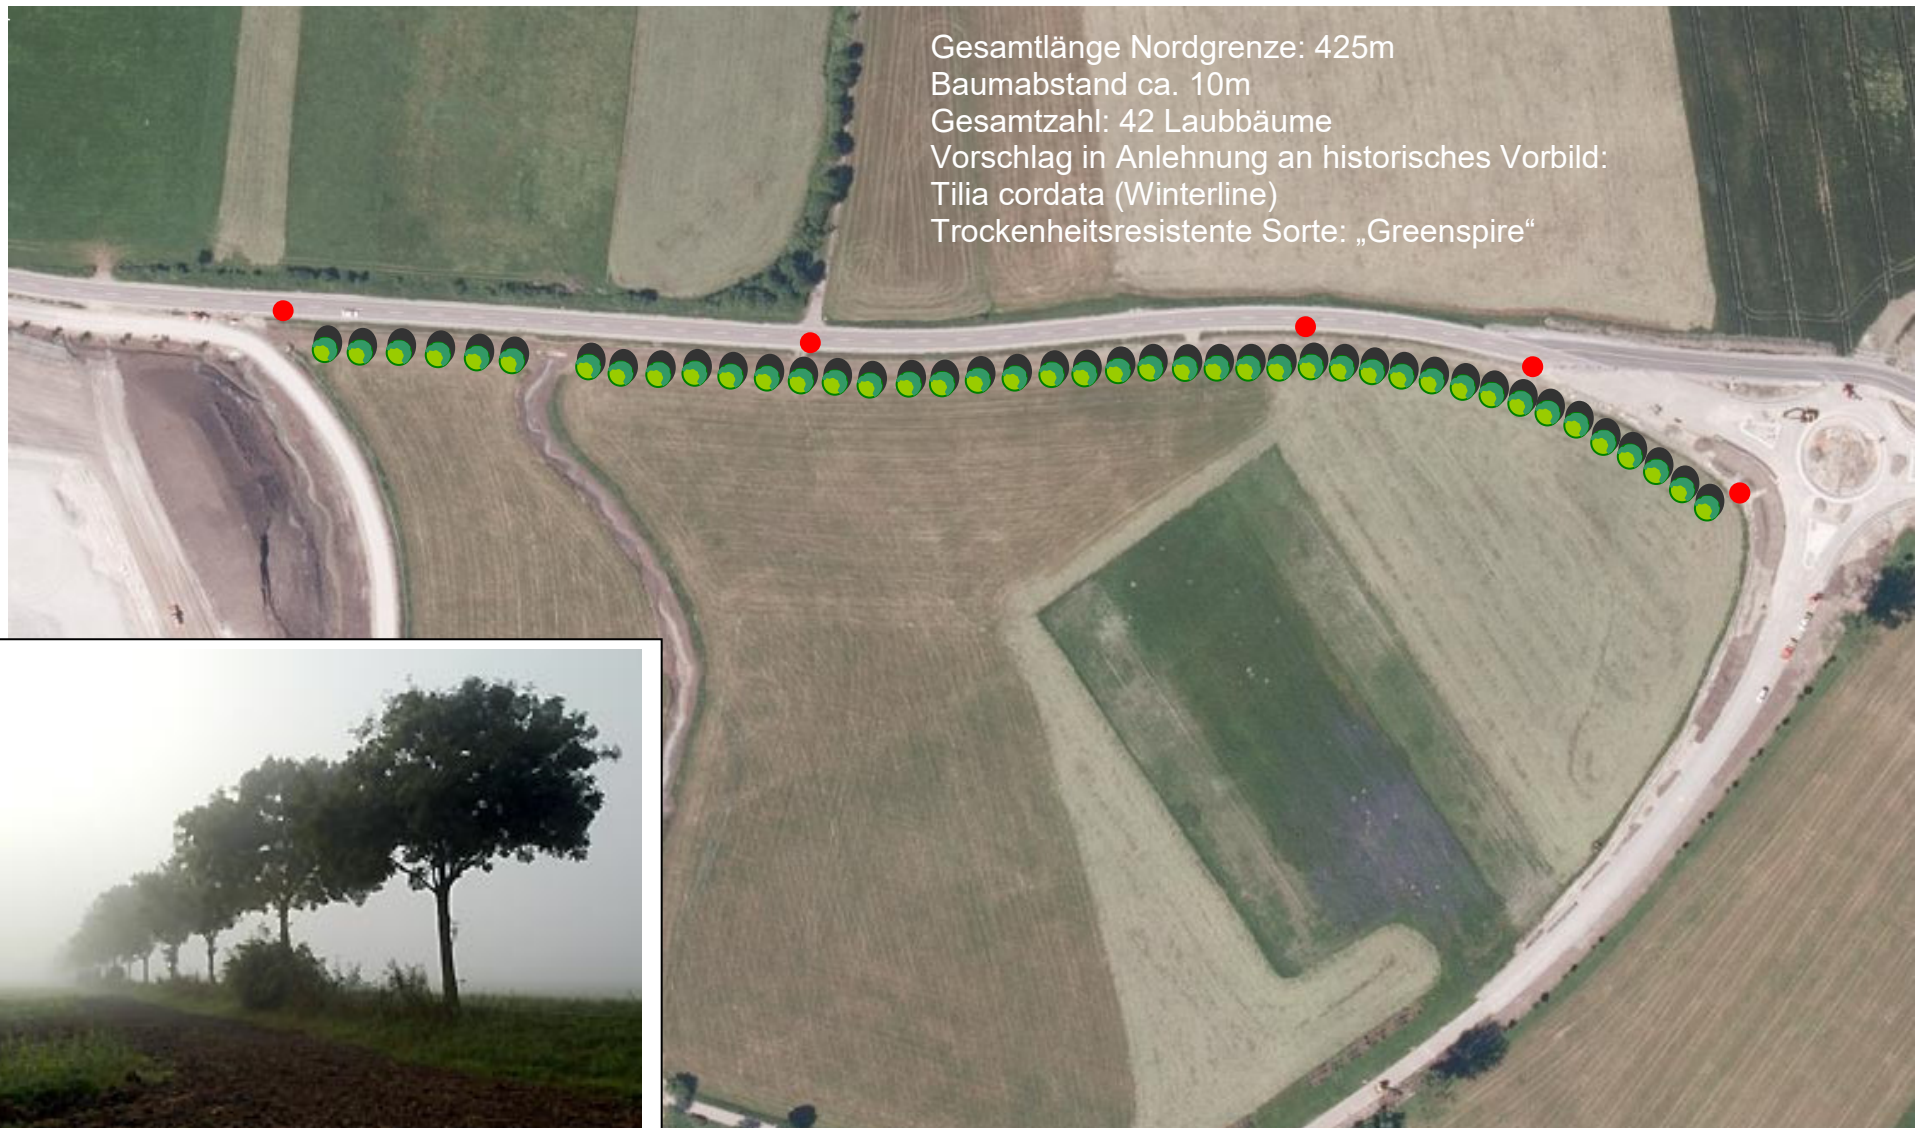 Gesamtlänge Nordgrenze: 425m
Baumabstand ca. 10m
Gesamtzahl: 42 Laubbäume
Vorschlag in Anlehnung an historisches Vorbild:
Tilia cordata (Winterline)
Trockenheitsresistente Sorte: „Greenspire“